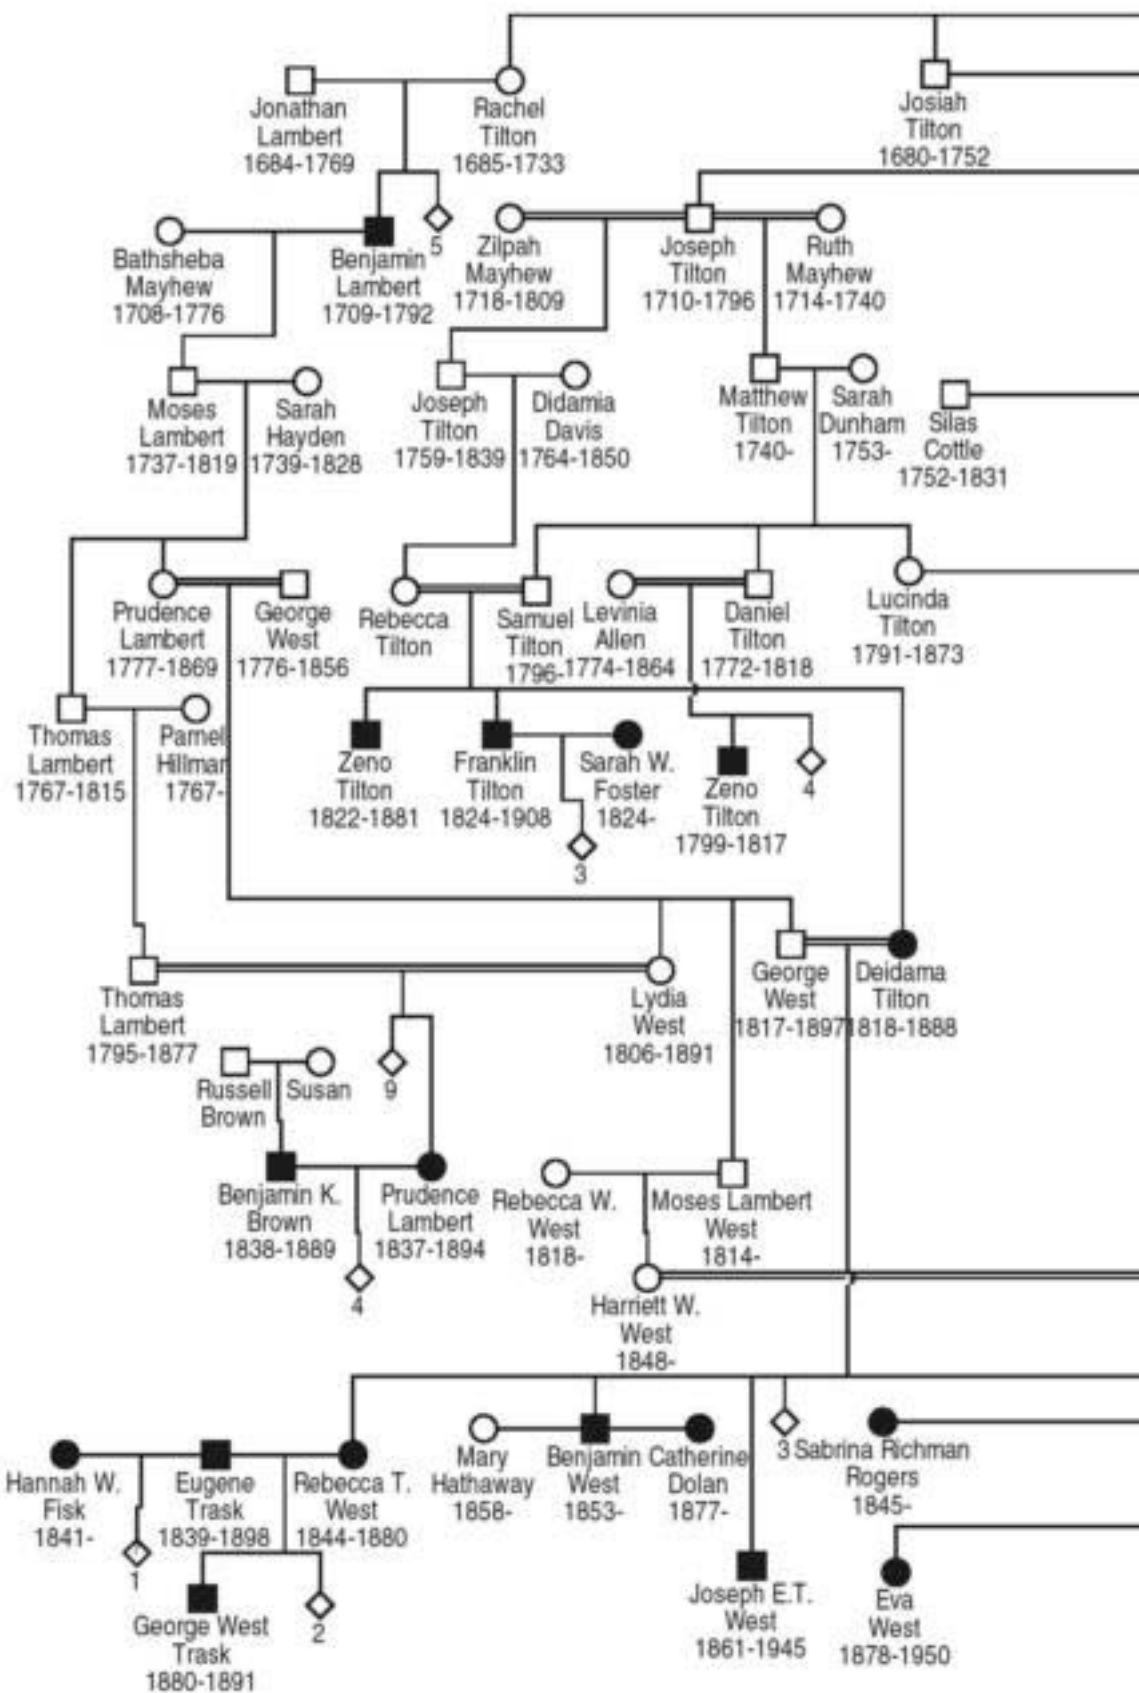 Jonathan
Lambert
1684-1769
Rachel
Tilton
1685-1733
Josiah
Tilton
1680-1752
Bathsheba
Mayhew
1708-1776
Benjamin
Lambert
1709-1792
5
Zilpah
Mayhew
1718-1809
Joseph
Tilton
1710-1796
Ruth
Mayhew
1714-1740
Moses
Lambert
1737-1819
Sarah
Hayden
1739-1828
Joseph
Tilton
1759-1839
Didamia
Davis
1764-1850
Matthew
Tilton
1740-
Sarah
Dunham
1753-
Silas
Cottle
1752-1831
Prudence
Lambert
1777-1869
George
West
1776-1856
Rebecca
Tilton
Samuel
Tilton
1796-
Levinia
Allen
1774-1864
Daniel
Tilton
1772-1818
Lucinda
Tilton
1791-1873
Thomas
Lambert
1767-1815
Parnel
Hillman
1767-
Zeno
Tilton
1822-1881
Franklin
Tilton
1824-1908
Sarah W.
Foster
1824-
3
Zeno
Tilton
1799-1817
4
Thomas
Lambert
1795-1877
Lydia
West
1806-1891
George
West
1817-1897
Deidama
Tilton
1818-1888
Russell
Brown
Susan
9
Benjamin K.
Brown
1838-1889
Prudence
Lambert
1837-1894
4
Rebecca W.
West
1818-
Moses Lambert
West
1814-
Harriett W.
West
1848-
Hannah W.
Fisk
1841-
1
Eugene
Trask
1839-1898
Rebecca T.
West
1844-1880
Mary
Hathaway
1858-
Benjamin
West
1853-
Catherine
Dolan
1877-
3
Sabrina Richman
Rogers
1845-
George West
Trask
1880-1891
2
Joseph E.T.
West
1861-1945
Eva
West
1878-1950